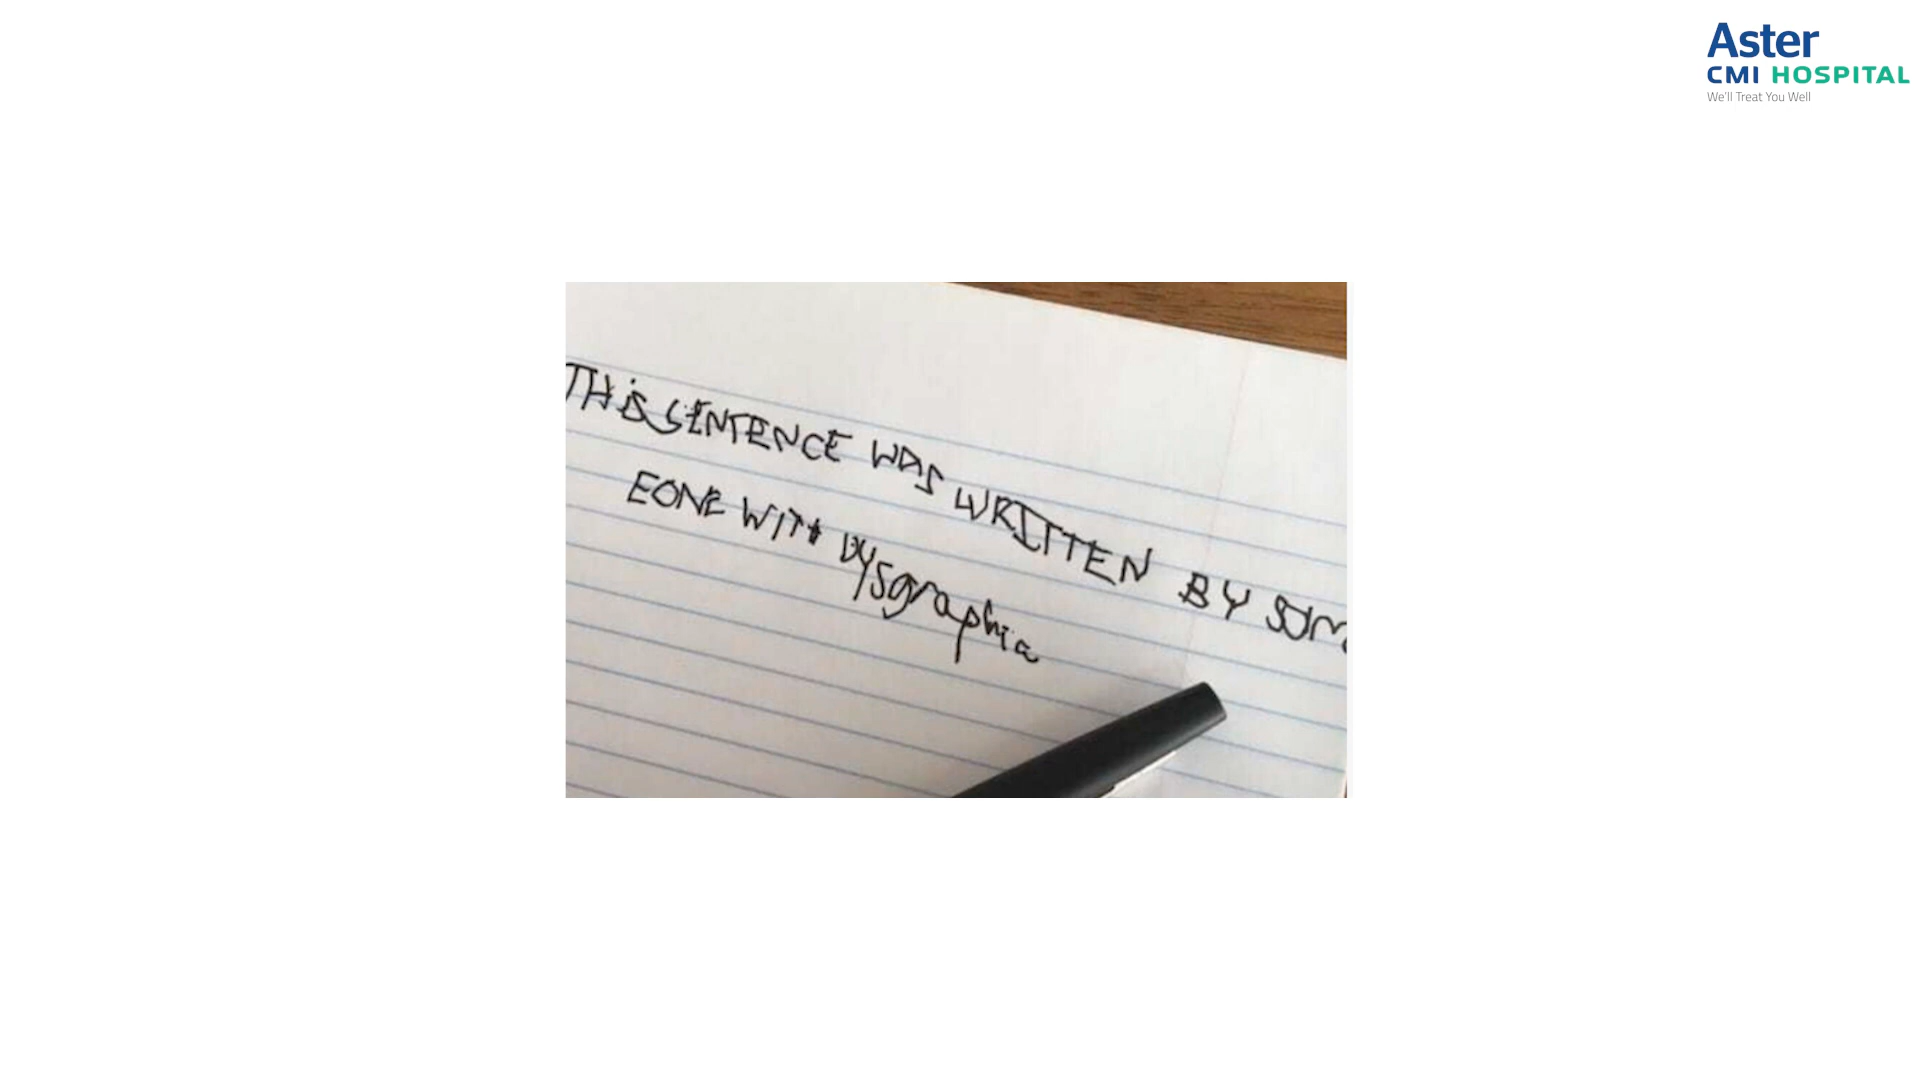 Aster
CMI HOSPITAL
We'll Treat You Well
THiS SENTENCE WAS WRITTEN BY SOM
EONE WITH DYSgraphia